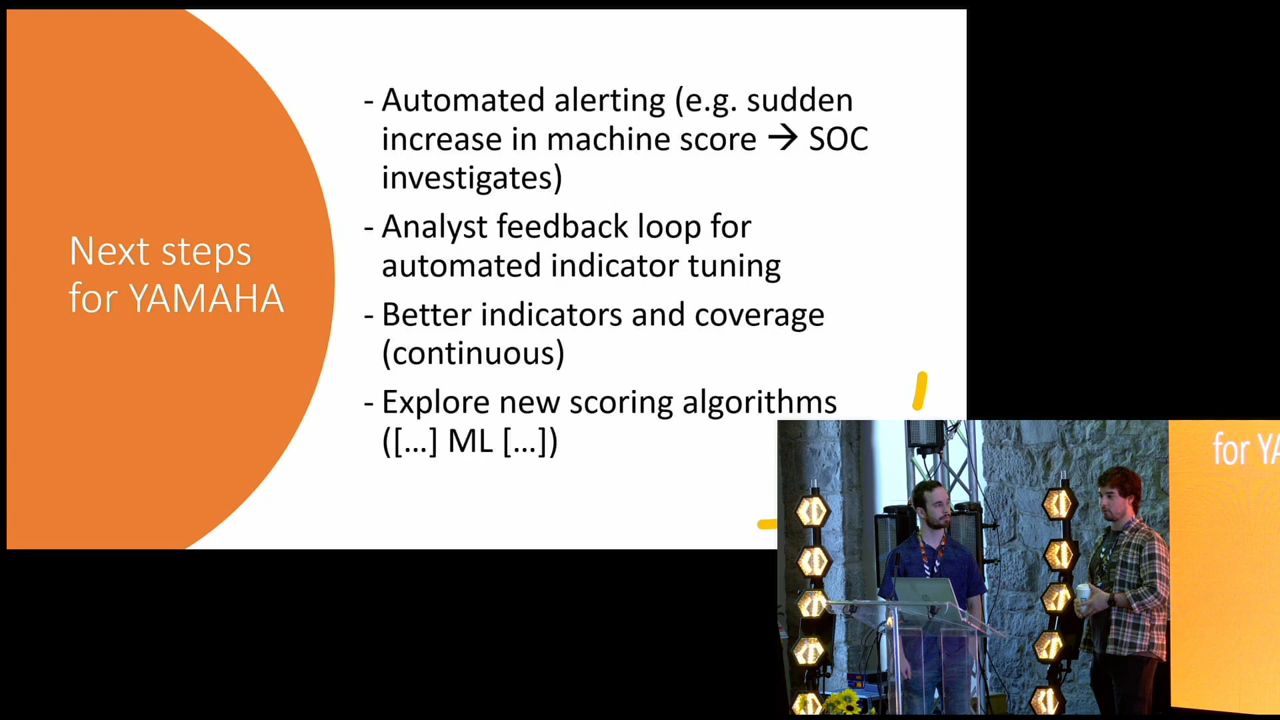 Next steps
for YAMAHA
- Automated alerting (e.g. sudden
increase in machine score → SOC
investigates)
- Analyst feedback loop for
automated indicator tuning
- Better indicators and coverage
(continuous)
- Explore new scoring algorithms
([...] ML [...])
for YA